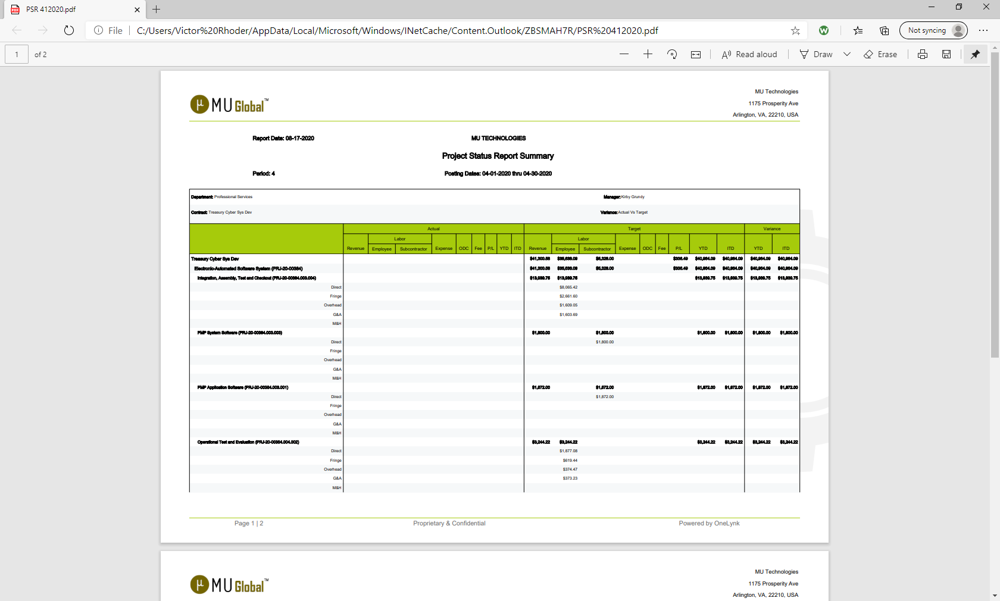 PSR 412020.pdf
File C:/Users/Victor%20Rhoder/AppData/Local/Microsoft/Windows/INetCache/Content.Outlook/ZBSMAH7R/PSR%20412020.pdf Not syncing
1 of 2 Read aloud Draw Erase
µ MU Global™
MU Technologies
1175 Prosperity Ave
Arlington, VA, 22210, USA
Report Date: 08-17-2020 MU TECHNOLOGIES
Project Status Report Summary
Period: 4 Posting Dates: 04-01-2020 thru 04-30-2020
Department: Professional Services Manager: Kirby Grundy
Contract: Treasury Cyber Sys Dev Variance: Actual Vs Target
Actual Target Variance
Labor Labor
Revenue Employee Subcontractor Expense ODC Fee P/L YTD ITD Revenue Employee Subcontractor Expense ODC Fee P/L YTD ITD YTD ITD
Treasury Cyber Sys Dev $41,300.58 $35,636.09 $5,328.00 $336.49 $40,964.09 $40,964.09 $40,964.09 $40,964.09
Electronic-Automated Software System (PRJ-20-00384) $41,300.58 $35,636.09 $5,328.00 $336.49 $40,964.09 $40,964.09 $40,964.09 $40,964.09
Integration, Assembly, Test and Checkout (PRJ-20-00384.003.004) $13,939.75 $13,939.75 $13,939.75 $13,939.75 $13,939.75 $13,939.75
Direct $8,065.42
Fringe $2,661.60
Overhead $1,609.05
G&A $1,603.69
M&H
PMP System Software (PRJ-20-00384.003.003) $1,800.00 $1,800.00 $1,800.00 $1,800.00 $1,800.00 $1,800.00
Direct $1,800.00
Fringe
Overhead
G&A
M&H
PMP Application Software (PRJ-20-00384.003.001) $1,872.00 $1,872.00 $1,872.00 $1,872.00 $1,872.00 $1,872.00
Direct $1,872.00
Fringe
Overhead
G&A
M&H
Operational Test and Evaluation (PRJ-20-00384.004.002) $3,244.22 $3,244.22 $3,244.22 $3,244.22 $3,244.22 $3,244.22
Direct $1,877.08
Fringe $619.44
Overhead $374.47
G&A $373.23
M&H
Page 1 | 2 Proprietary & Confidential Powered by OneLynk
µ MU Global™
MU Technologies
1175 Prosperity Ave
Arlington, VA, 22210, USA